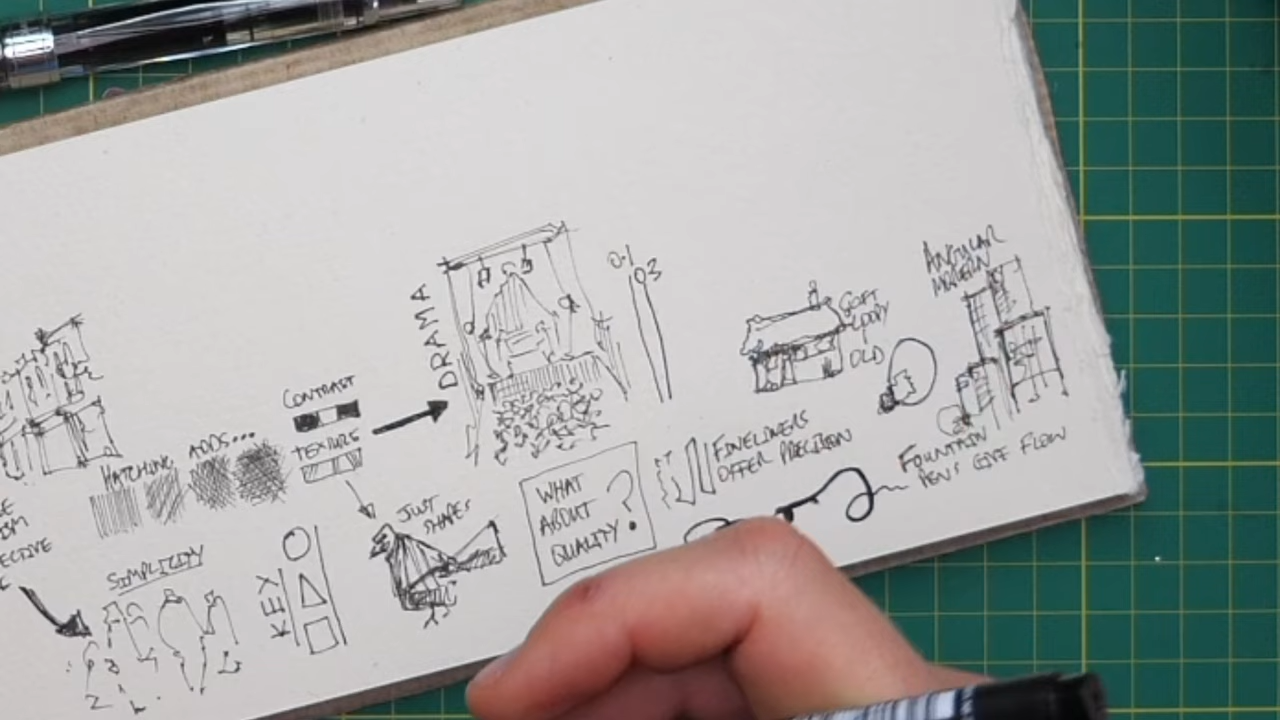 ANGULAR
MODERN
0.1
0.3
DRAMA
SOFT
LOOPY
OLD
CONTRAST
HATCHING ADDS...
TEXTURE
FINELINERS
OFFER PRECISION
FOUNTAIN
PENS GIVE FLOW
WHAT
ABOUT
QUALITY?
JUST
SHAPES
SIMPLICITY
KEY